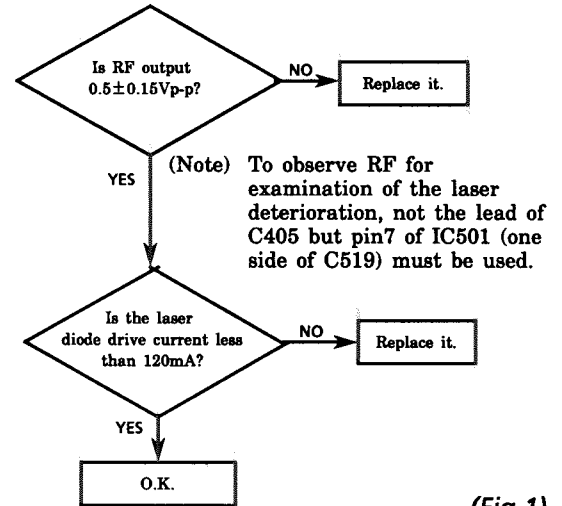 Is RF output
0.5±0.15Vp-p?
NO
Replace it.
YES
(Note) To observe RF for
examination of the laser
deterioration, not the lead of
C405 but pin7 of IC501 (one
side of C519) must be used.
Is the laser
diode drive current less
than 120mA?
NO
Replace it.
YES
O.K.